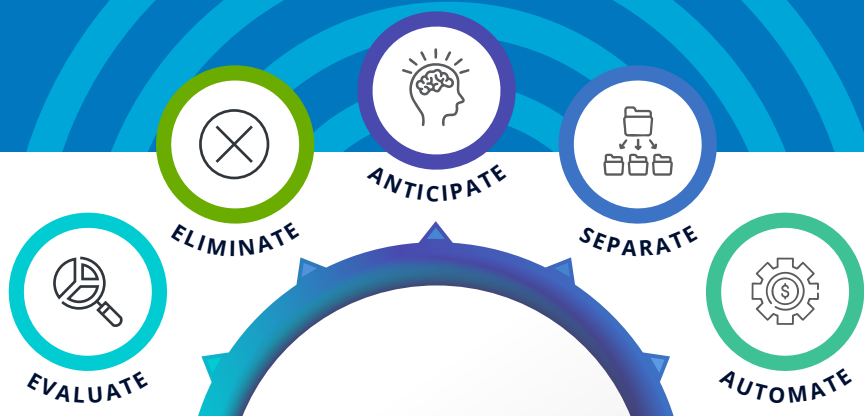 EVALUATE
ELIMINATE
ANTICIPATE
SEPARATE
AUTOMATE
$